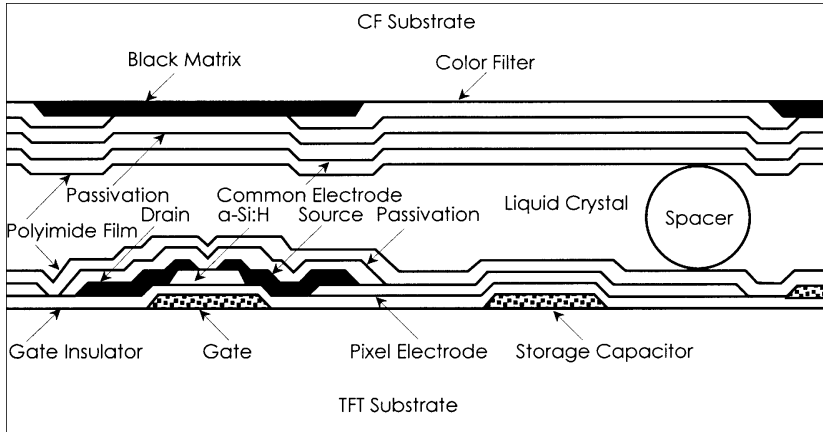 CF Substrate
Black Matrix
Color Filter
Passivation
Common Electrode
Liquid Crystal
Spacer
Polyimide Film
Drain
a-Si:H
Source
Passivation
Gate Insulator
Gate
Pixel Electrode
Storage Capacitor
TFT Substrate